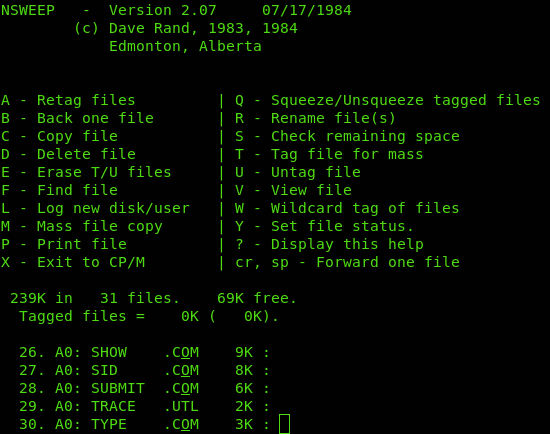 NSWEEP   -  Version 2.07     07/17/1984
        (c) Dave Rand, 1983, 1984
            Edmonton, Alberta
A - Retag files         | Q - Squeeze/Unsqueeze tagged files
B - Back one file       | R - Rename file(s)
C - Copy file           | S - Check remaining space
D - Delete file         | T - Tag file for mass
E - Erase T/U files     | U - Untag file
F - Find file           | V - View file
L - Log new disk/user   | W - Wildcard tag of files
M - Mass file copy      | Y - Set file status.
P - Print file          | ? - Display this help
X - Exit to CP/M        | cr, sp - Forward one file
 239K in   31 files.    69K free.
  Tagged files =    0K (   0K).
  26. A0: SHOW    .COM    9K :
  27. A0: SID     .COM    8K :
  28. A0: SUBMIT  .COM    6K :
  29. A0: TRACE   .UTL    2K :
  30. A0: TYPE    .COM    3K :